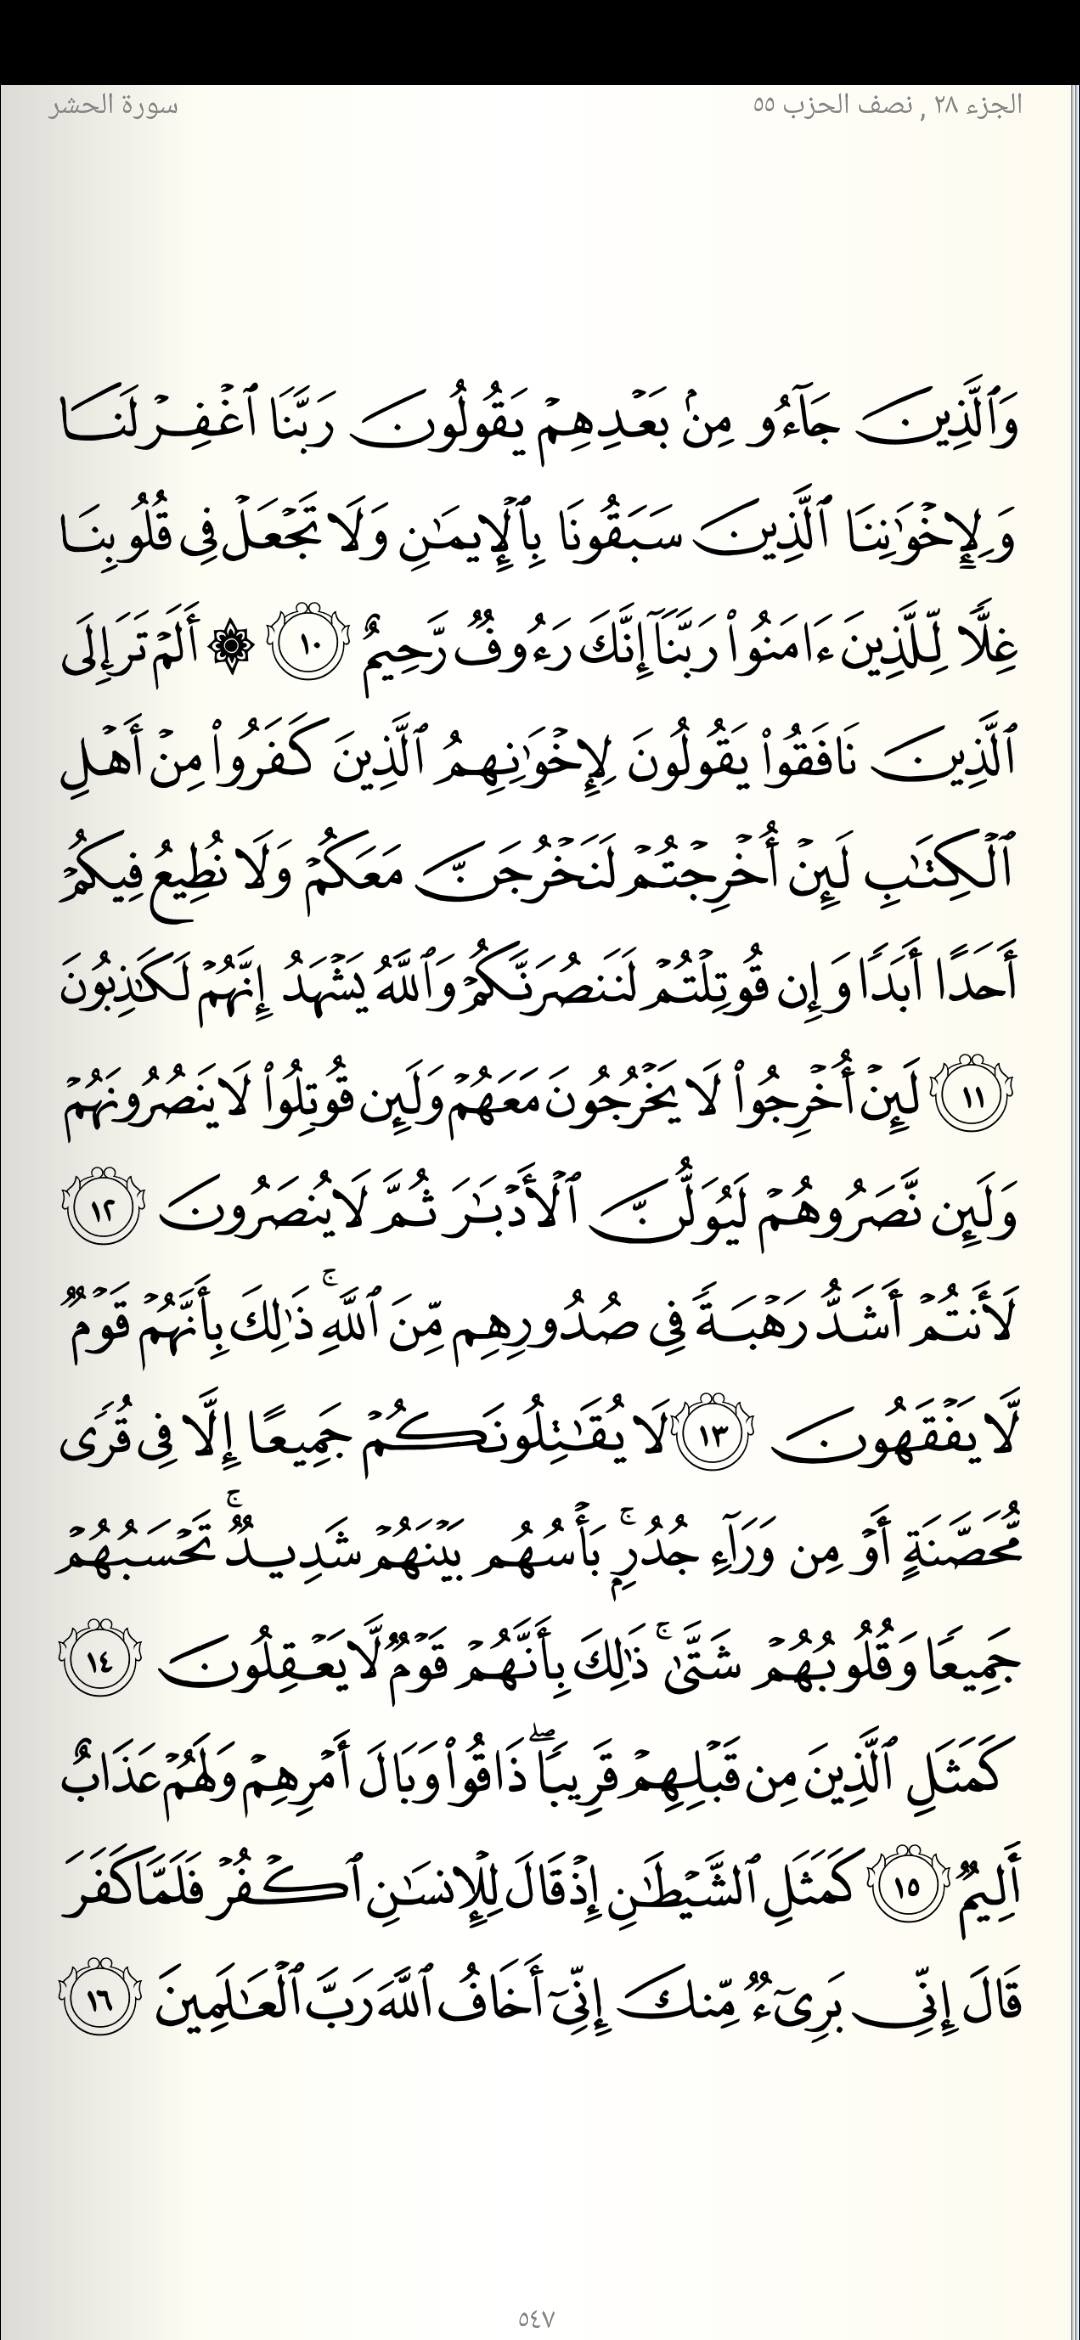 الجزء ٢٨ , نصف الحزب ٥٥
سورة الحشر
وَٱلَّذِينَ جَآءُو مِنۢ بَعۡدِهِمۡ يَقُولُونَ رَبَّنَا ٱغۡفِرۡ لَنَا
وَلِإِخۡوَٰنِنَا ٱلَّذِينَ سَبَقُونَا بِٱلۡإِيمَٰنِ وَلَا تَجۡعَلۡ فِي قُلُوبِنَا
غِلّٗا لِّلَّذِينَ ءَامَنُواْ رَبَّنَآ إِنَّكَ رَءُوفٞ رَّحِيمٌ ١٠ ۞ أَلَمۡ تَرَ إِلَى
ٱلَّذِينَ نَافَقُواْ يَقُولُونَ لِإِخۡوَٰنِهِمُ ٱلَّذِينَ كَفَرُواْ مِنۡ أَهۡلِ
ٱلۡكِتَٰبِ لَئِنۡ أُخۡرِجۡتُمۡ لَنَخۡرُجَنَّ مَعَكُمۡ وَلَا نُطِيعُ فِيكُمۡ
أَحَدًا أَبَدٗا وَإِن قُوتِلۡتُمۡ لَنَنصُرَنَّكُمۡ وَٱللَّهُ يَشۡهَدُ إِنَّهُمۡ لَكَٰذِبُونَ
١١ لَئِنۡ أُخۡرِجُواْ لَا يَخۡرُجُونَ مَعَهُمۡ وَلَئِن قُوتِلُواْ لَا يَنصُرُونَهُمۡ
وَلَئِن نَّصَرُوهُمۡ لَيُوَلُّنَّ ٱلۡأَدۡبَٰرَ ثُمَّ لَا يُنصَرُونَ ١٢
لَأَنتُمۡ أَشَدُّ رَهۡبَةٗ فِي صُدُورِهِم مِّنَ ٱللَّهِۚ ذَٰلِكَ بِأَنَّهُمۡ قَوۡمٞ
لَّا يَفۡقَهُونَ ١٣ لَا يُقَٰتِلُونَكُمۡ جَمِيعًا إِلَّا فِي قُرٗى
مُّحَصَّنَةٍ أَوۡ مِن وَرَآءِ جُدُرِۭۚ بَأۡسُهُم بَيۡنَهُمۡ شَدِيدٞۚ تَحۡسَبُهُمۡ
جَمِيعٗا وَقُلُوبُهُمۡ شَتَّىٰۚ ذَٰلِكَ بِأَنَّهُمۡ قَوۡمٞ لَّا يَعۡقِلُونَ ١٤
كَمَثَلِ ٱلَّذِينَ مِن قَبۡلِهِمۡ قَرِيبٗاۖ ذَاقُواْ وَبَالَ أَمۡرِهِمۡ وَلَهُمۡ عَذَابٌ
أَلِيمٞ ١٥ كَمَثَلِ ٱلشَّيۡطَٰنِ إِذۡ قَالَ لِلۡإِنسَٰنِ ٱكۡفُرۡ فَلَمَّا كَفَرَ
قَالَ إِنِّي بَرِيٓءٞ مِّنكَ إِنِّيٓ أَخَافُ ٱللَّهَ رَبَّ ٱلۡعَٰلَمِينَ ١٦
٥٤٧